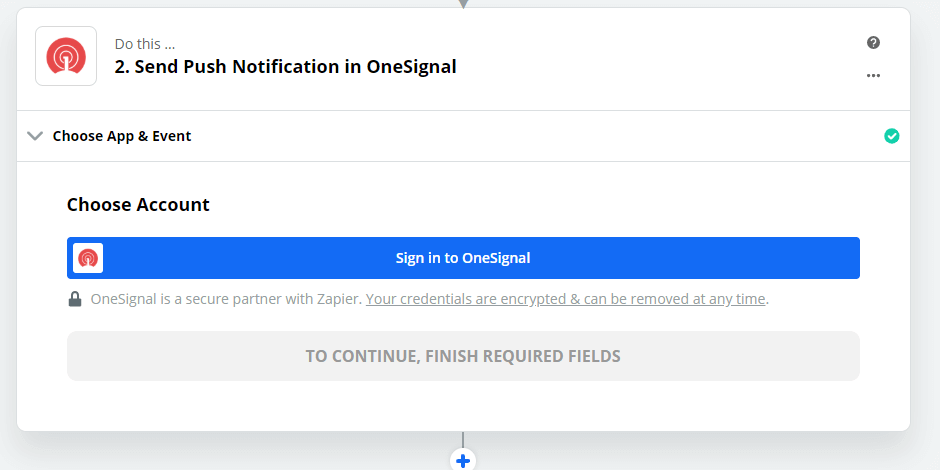 Do this ...
2. Send Push Notification in OneSignal
Choose App & Event
Choose Account
Sign in to OneSignal
OneSignal is a secure partner with Zapier. Your credentials are encrypted & can be removed at any time.
TO CONTINUE, FINISH REQUIRED FIELDS